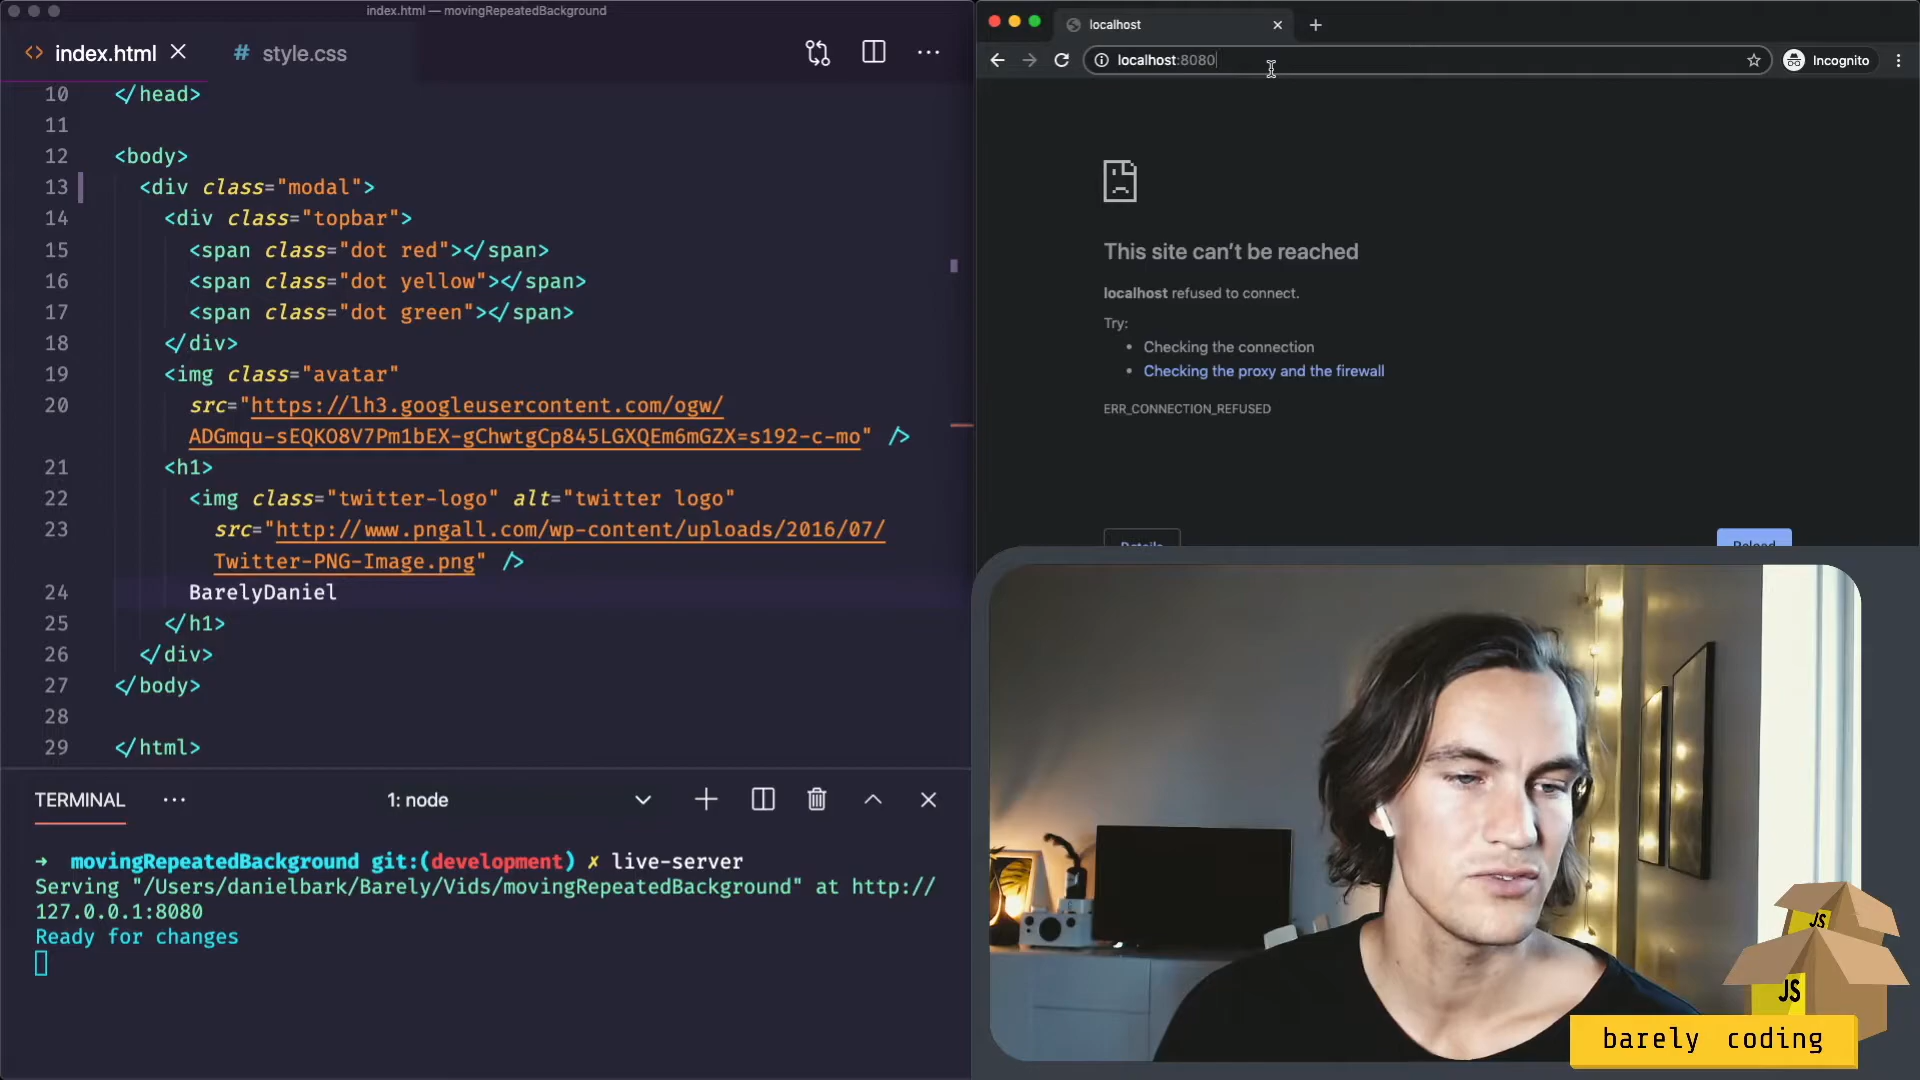 index.html — movingRepeatedBackground
<> index.html
# style.css
10 </head>
11
12 <body>
13 <div class="modal">
14 <div class="topbar">
15 <span class="dot red"></span>
16 <span class="dot yellow"></span>
17 <span class="dot green"></span>
18 </div>
19 <img class="avatar"
20 src="https://lh3.googleusercontent.com/ogw/
ADGmqu-sEQKO8V7Pm1bEX-gChwtgCp845LGXQEm6mGZX=s192-c-mo" />
21 <h1>
22 <img class="twitter-logo" alt="twitter logo"
23 src="http://www.pngall.com/wp-content/uploads/2016/07/
Twitter-PNG-Image.png" />
24 BarelyDaniel
25 </h1>
26 </div>
27 </body>
28
29 </html>
TERMINAL
1: node
→ movingRepeatedBackground git:(development) ✗ live-server
Serving "/Users/danielbark/Barely/Vids/movingRepeatedBackground" at http://
127.0.0.1:8080
Ready for changes
localhost
localhost:8080
Incognito
This site can’t be reached
localhost refused to connect.
Try:
• Checking the connection
• Checking the proxy and the firewall
ERR_CONNECTION_REFUSED
Details
Reload
JS
JS
barely coding